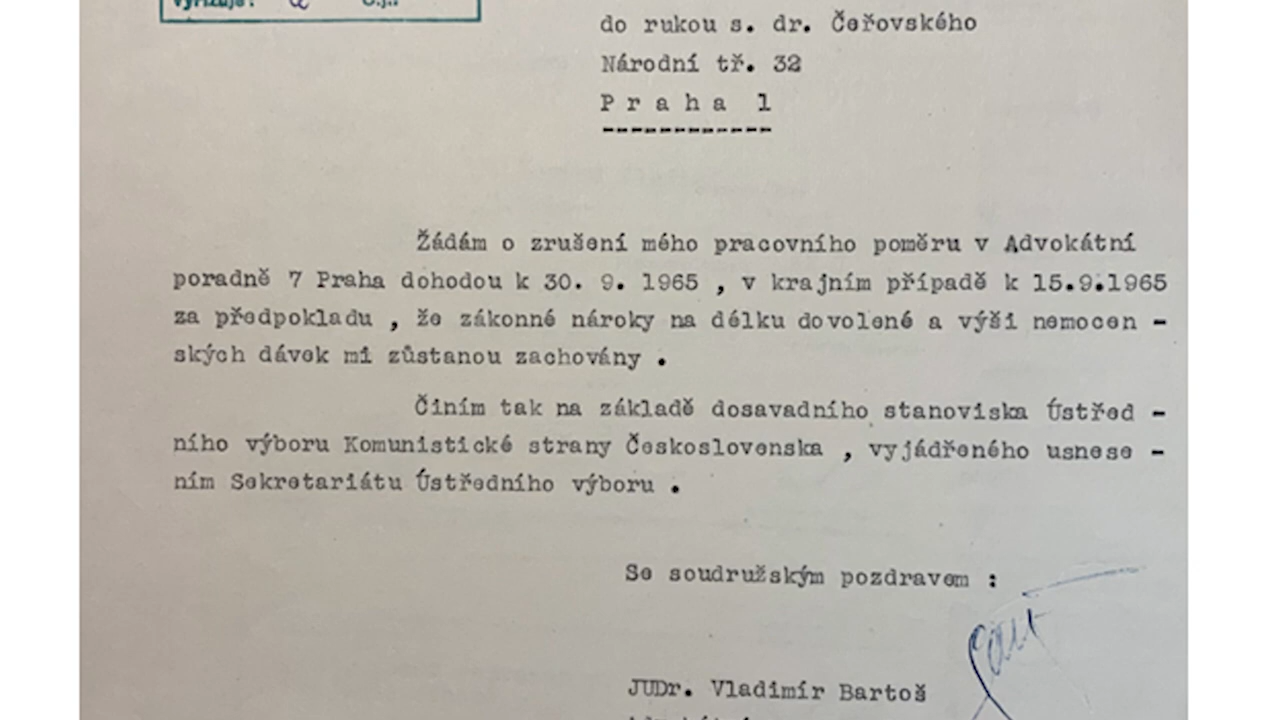 Vyřizuje:
do rukou s. dr. Čeřovského
Národní tř. 32
P r a h a 1
Žádám o zrušení mého pracovního poměru v Advokátní
poradně 7 Praha dohodou k 30. 9. 1965 , v krajním případě k 15.9.1965
za předpokladu , že zákonné nároky na délku dovolené a výši nemocen -
ských dávek mi zůstanou zachovány .
Činím tak na základě dosavadního stanoviska Ústřed -
ního výboru Komunistické strany Československa , vyjádřeného usnese -
ním Sekretariátu Ústředního výboru .
Se soudružským pozdravem :
JUDr. Vladimír Bartoš